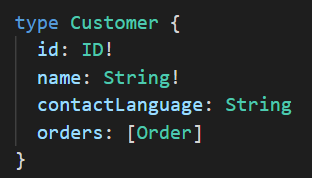 type Customer {
  id: ID!
  name: String!
  contactLanguage: String
  orders: [Order]
}